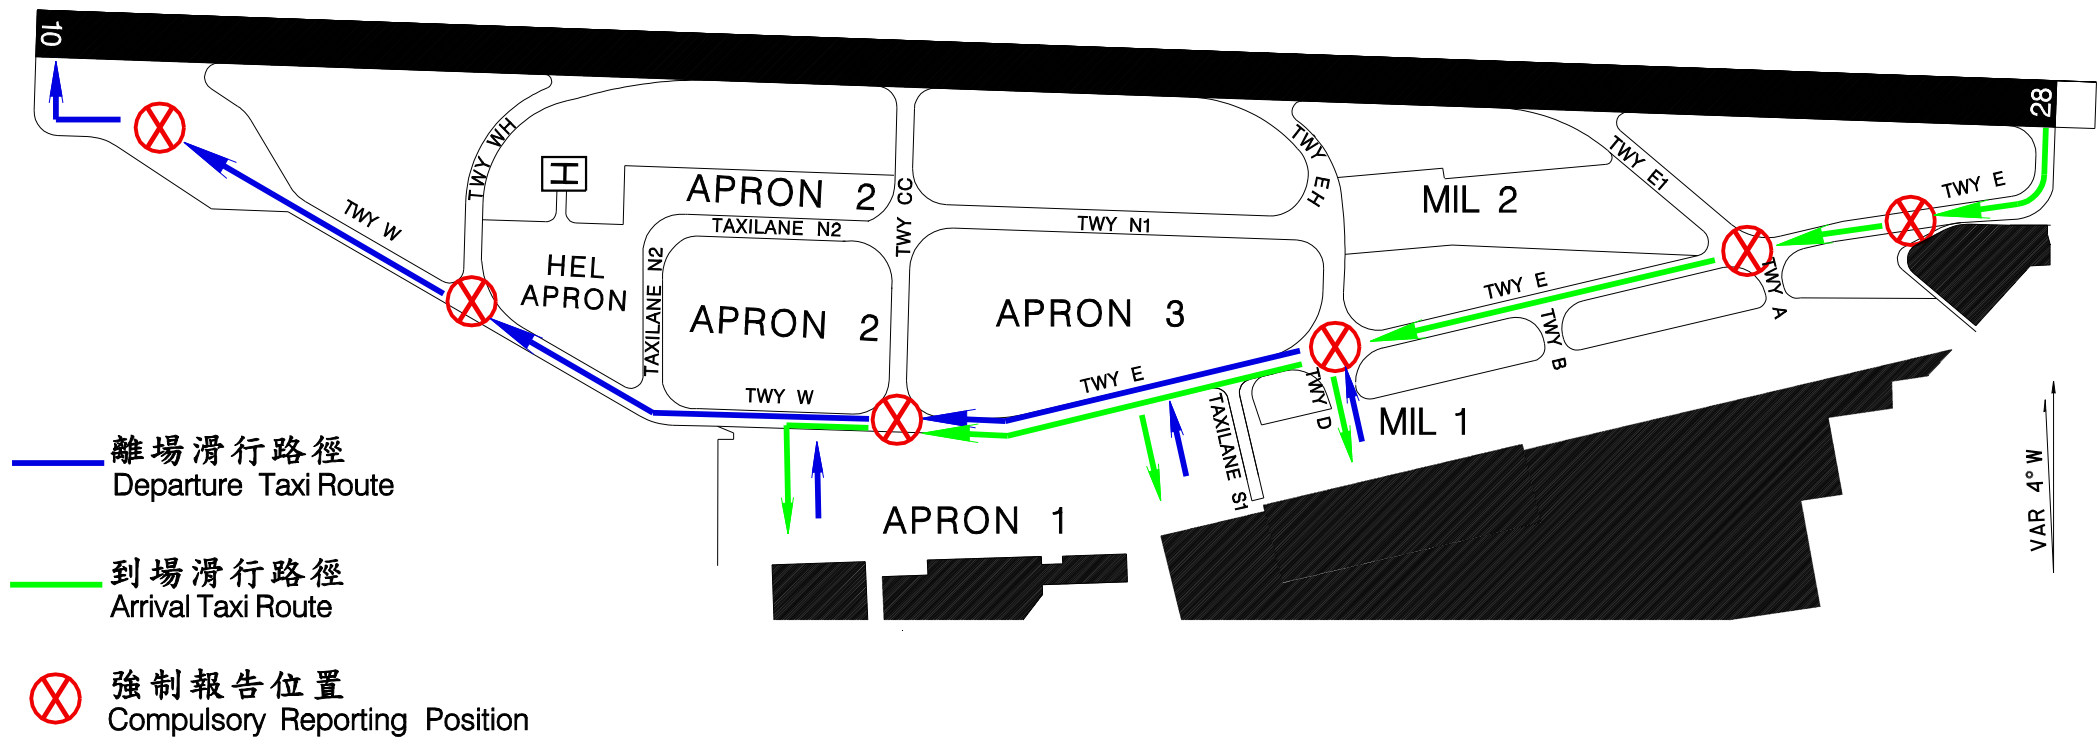 10
28
TWY WH
H
TWY W
APRON 2
TWY CC
TAXILANE N2
TAXILANE N2
HEL
APRON
APRON 2
TWY N1
APRON 3
TWY EH
MIL 2
TWY E1
TWY E
TWY E
TWY A
TWY B
TWY E
TWY D
TWY W
TAXILANE S1
MIL 1
APRON 1
VAR 4° W
離場滑行路徑
Departure Taxi Route
到場滑行路徑
Arrival Taxi Route
強制報告位置
Compulsory Reporting Position